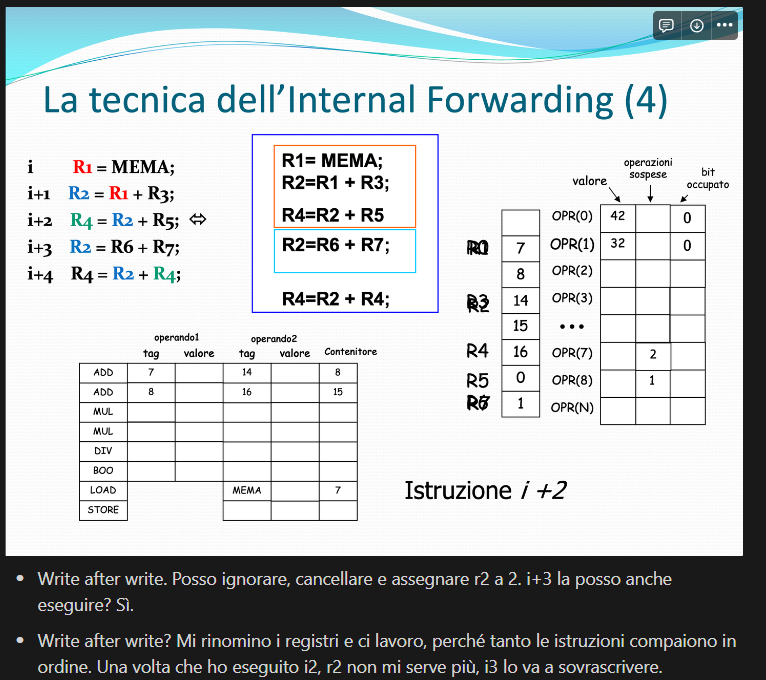 La tecnica dell'Internal Forwarding (4)
i R1 = MEMA;
i+1 R2 = R1 + R3;
i+2 R4 = R2 + R5; ⇔
i+3 R2 = R6 + R7;
i+4 R4 = R2 + R4;
R1= MEMA;
R2=R1 + R3;
R4=R2 + R5
R2=R6 + R7;
R4=R2 + R4;
valore operazioni sospese bit occupato
OPR(0) 42 0
7 OPR(1) 32 0
8 OPR(2)
14 OPR(3)
15 •••
R4 16 OPR(7) 2
R5 0 OPR(8) 1
1 OPR(N)
operando1 operando2
tag valore tag valore Contenitore
ADD 7 14 8
ADD 8 16 15
MUL
MUL
DIV
BOO
LOAD MEMA 7
STORE
Istruzione i +2
• Write after write. Posso ignorare, cancellare e assegnare r2 a 2. i+3 la posso anche
eseguire? Sì.
• Write after write? Mi rinomino i registri e ci lavoro, perché tanto le istruzioni compaiono in
ordine. Una volta che ho eseguito i2, r2 non mi serve più, i3 lo va a sovrascrivere.